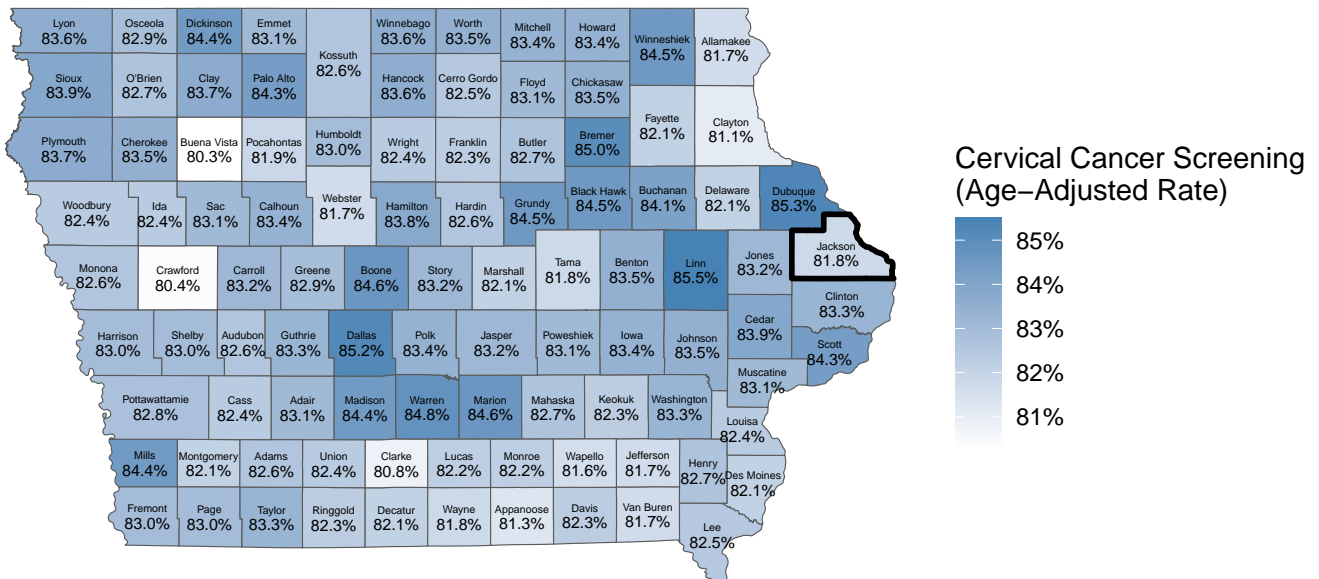 Lyon
83.6%
Osceola
82.9%
Dickinson
84.4%
Emmet
83.1%
Kossuth
82.6%
Winnebago
83.6%
Worth
83.5%
Mitchell
83.4%
Howard
83.4%
Winneshiek
84.5%
Allamakee
81.7%
Sioux
83.9%
O'Brien
82.7%
Clay
83.7%
Palo Alto
84.3%
Hancock
83.6%
Cerro Gordo
82.5%
Floyd
83.1%
Chickasaw
83.5%
Fayette
82.1%
Clayton
81.1%
Plymouth
83.7%
Cherokee
83.5%
Buena Vista
80.3%
Pocahontas
81.9%
Humboldt
83.0%
Wright
82.4%
Franklin
82.3%
Butler
82.7%
Bremer
85.0%
Woodbury
82.4%
Ida
82.4%
Sac
83.1%
Calhoun
83.4%
Webster
81.7%
Hamilton
83.8%
Hardin
82.6%
Grundy
84.5%
Black Hawk
84.5%
Buchanan
84.1%
Delaware
82.1%
Dubuque
85.3%
Monona
82.6%
Crawford
80.4%
Carroll
83.2%
Greene
82.9%
Boone
84.6%
Story
83.2%
Marshall
82.1%
Tama
81.8%
Benton
83.5%
Linn
85.5%
Jones
83.2%
Jackson
81.8%
Clinton
83.3%
Harrison
83.0%
Shelby
83.0%
Audubon
82.6%
Guthrie
83.3%
Dallas
85.2%
Polk
83.4%
Jasper
83.2%
Poweshiek
83.1%
Iowa
83.4%
Johnson
83.5%
Cedar
83.9%
Scott
84.3%
Muscatine
83.1%
Pottawattamie
82.8%
Cass
82.4%
Adair
83.1%
Madison
84.4%
Warren
84.8%
Marion
84.6%
Mahaska
82.7%
Keokuk
82.3%
Washington
83.3%
Louisa
82.4%
Mills
84.4%
Montgomery
82.1%
Adams
82.6%
Union
82.4%
Clarke
80.8%
Lucas
82.2%
Monroe
82.2%
Wapello
81.6%
Jefferson
81.7%
Henry
82.7%
Des Moines
82.1%
Fremont
83.0%
Page
83.0%
Taylor
83.3%
Ringgold
82.3%
Decatur
82.1%
Wayne
81.8%
Appanoose
81.3%
Davis
82.3%
Van Buren
81.7%
Lee
82.5%
Cervical Cancer Screening
(Age−Adjusted Rate)
85%
84%
83%
82%
81%